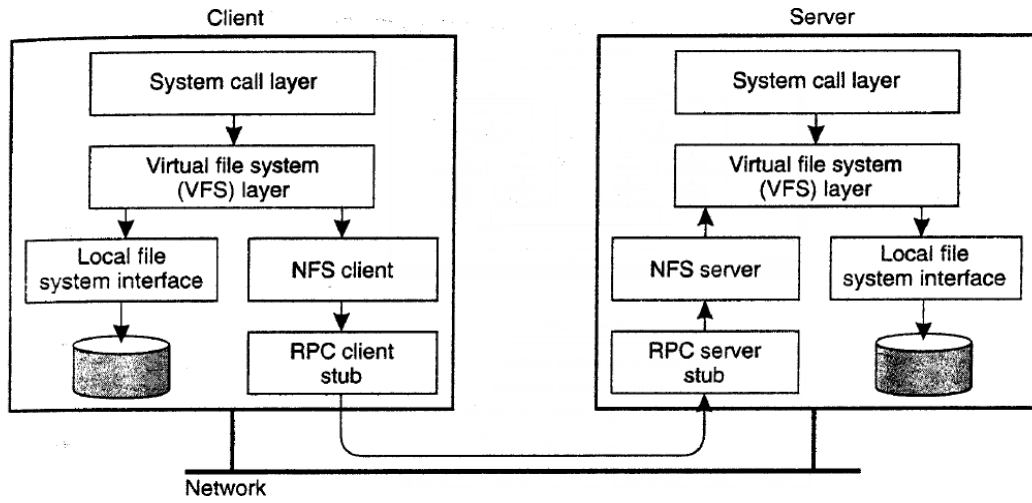 Client
Server
System call layer
System call layer
Virtual file system
(VFS) layer
Virtual file system
(VFS) layer
Local file
system interface
NFS client
NFS server
Local file
system interface
RPC client
stub
RPC server
stub
Network